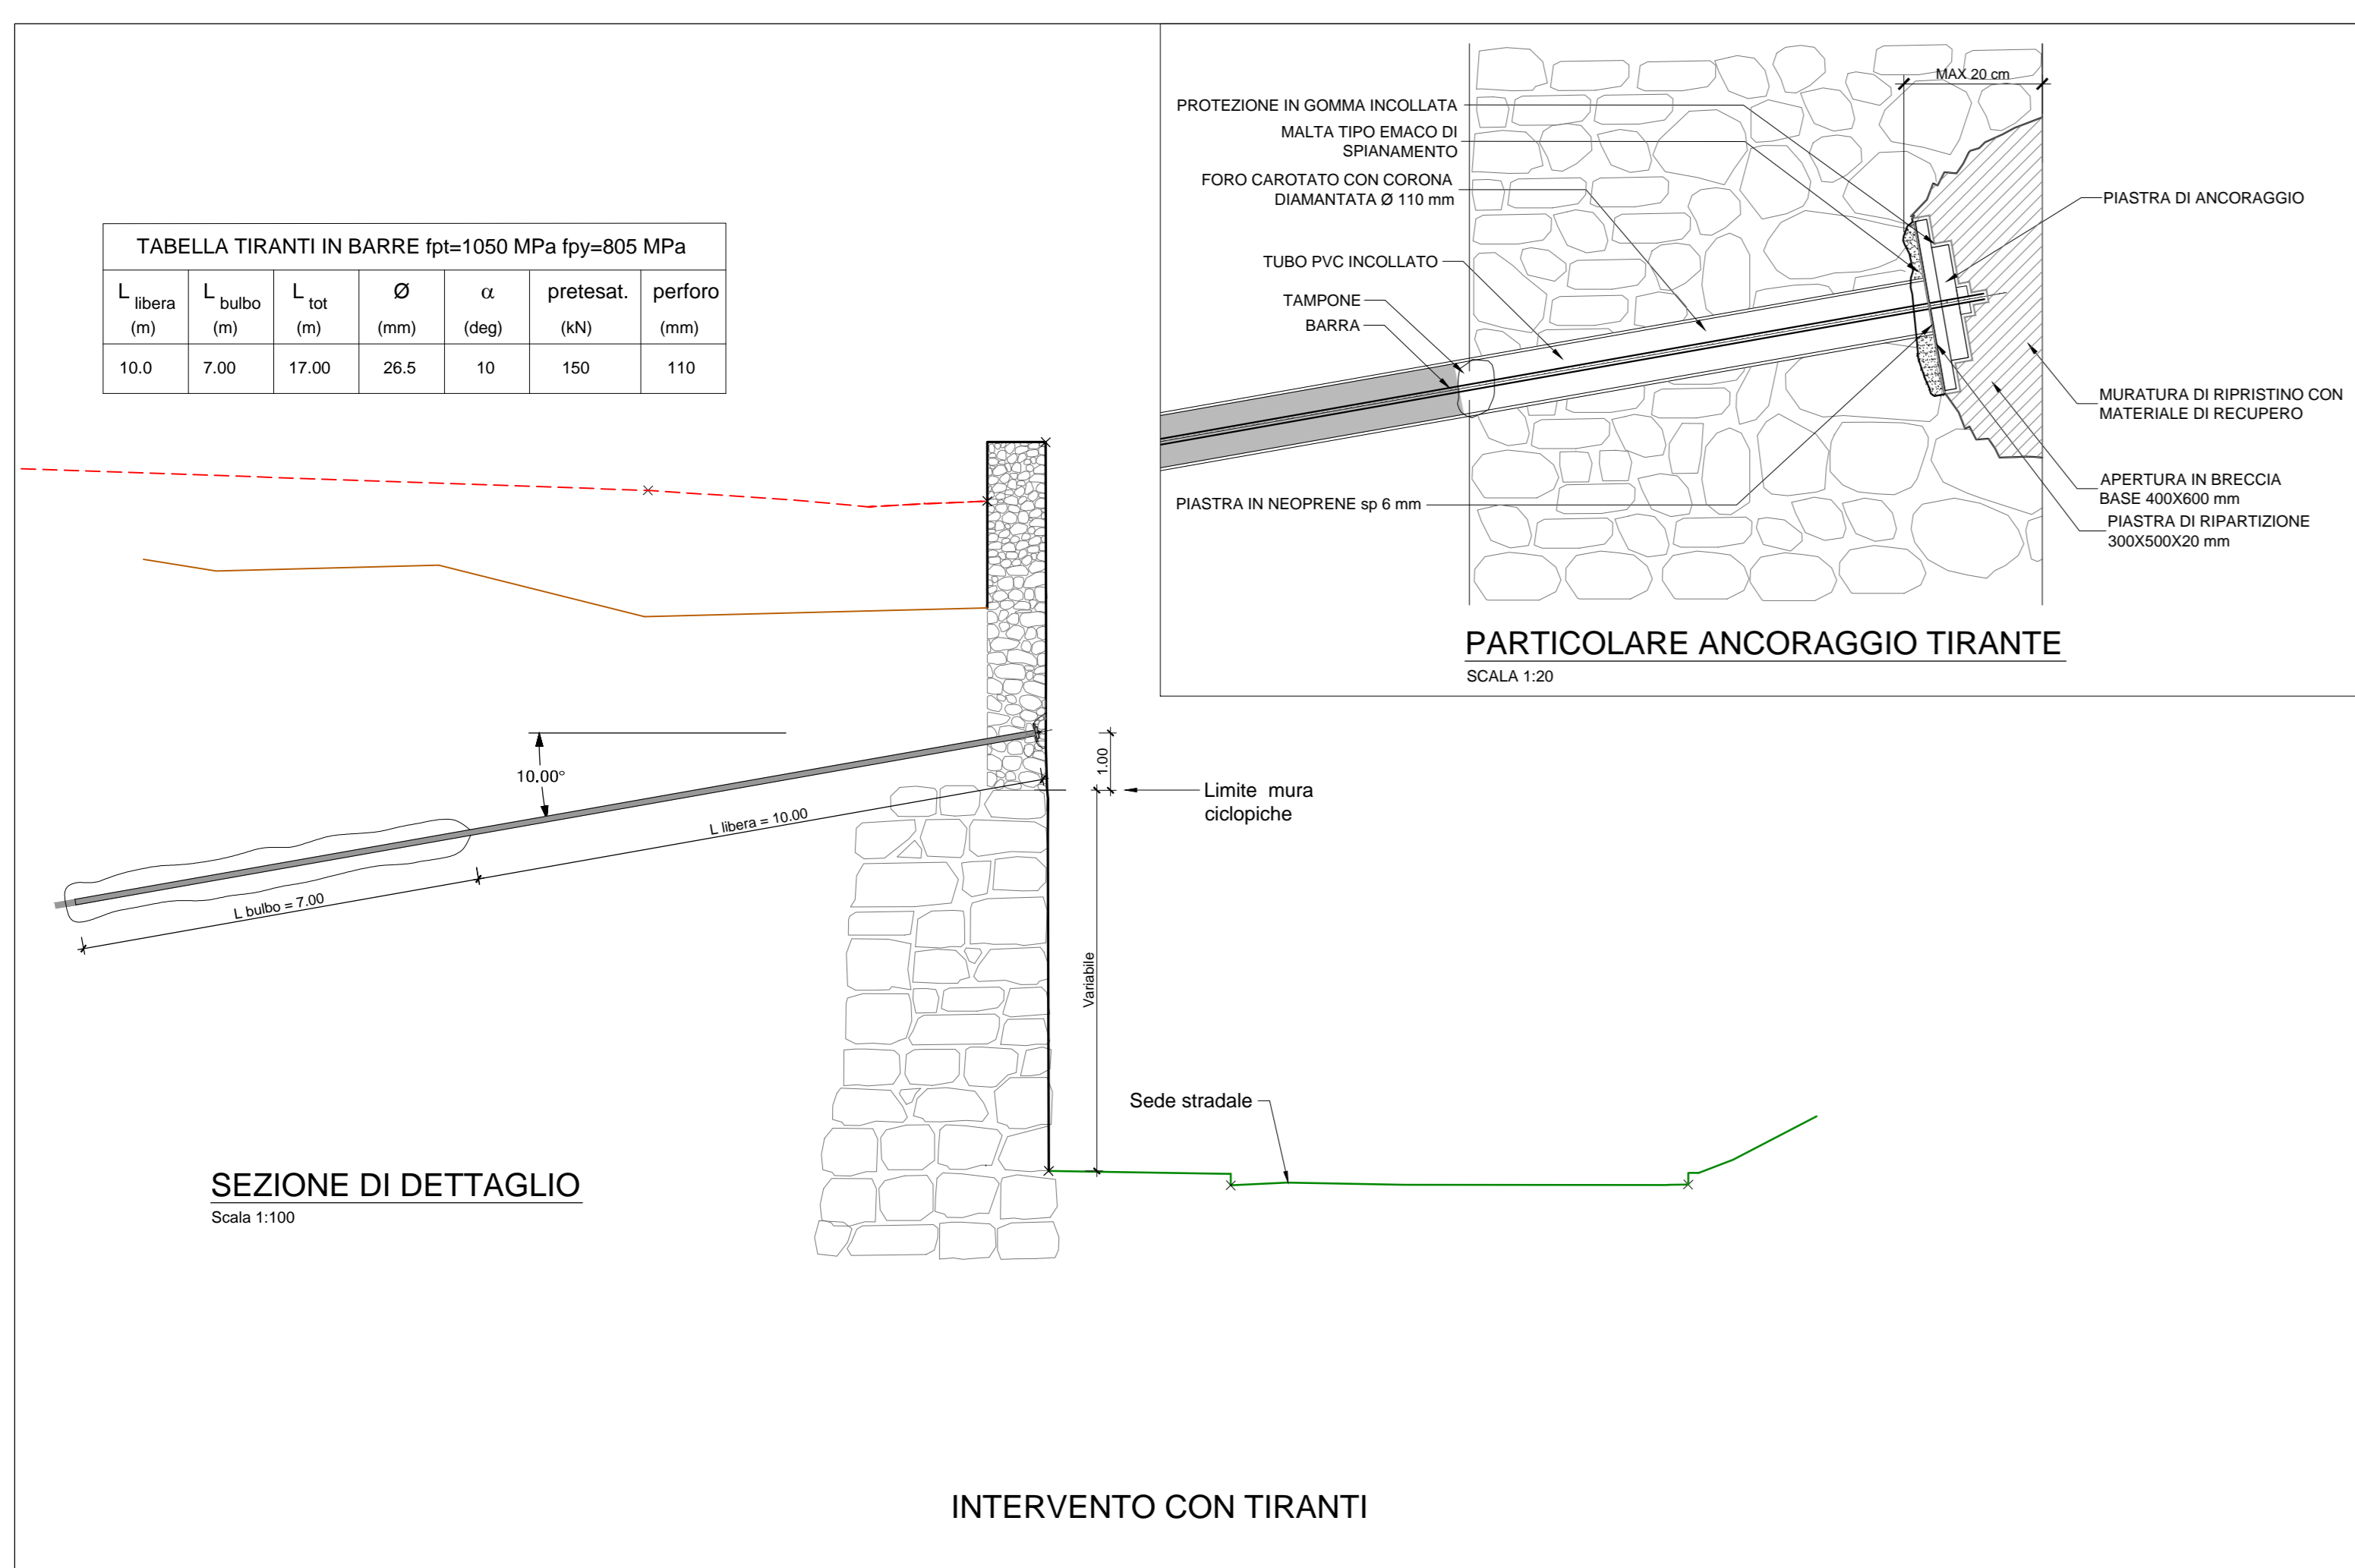 MAX 20 cm
PROTEZIONE IN GOMMA INCOLLATA
MALTA TIPO EMACO DI
SPIANAMENTO
FORO CAROTATO CON CORONA
DIAMANTATA Ø 110 mm
TUBO PVC INCOLLATO
TAMPONE
BARRA
PIASTRA IN NEOPRENE sp 6 mm
PIASTRA DI ANCORAGGIO
MURATURA DI RIPRISTINO CON
MATERIALE DI RECUPERO
APERTURA IN BRECCIA
BASE 400X600 mm
PIASTRA DI RIPARTIZIONE
300X500X20 mm
PARTICOLARE ANCORAGGIO TIRANTE
SCALA 1:20
TABELLA TIRANTI IN BARRE fpt=1050 MPa fpy=805 MPa
L libera L bulbo L tot Ø α pretesat. perforo
(m) (m) (m) (mm) (deg) (kN) (mm)
10.0 7.00 17.00 26.5 10 150 110
10.00°
1.00
Limite mura
ciclopiche
L libera = 10.00
L bulbo = 7.00
Variabile
Sede stradale
SEZIONE DI DETTAGLIO
Scala 1:100
INTERVENTO CON TIRANTI